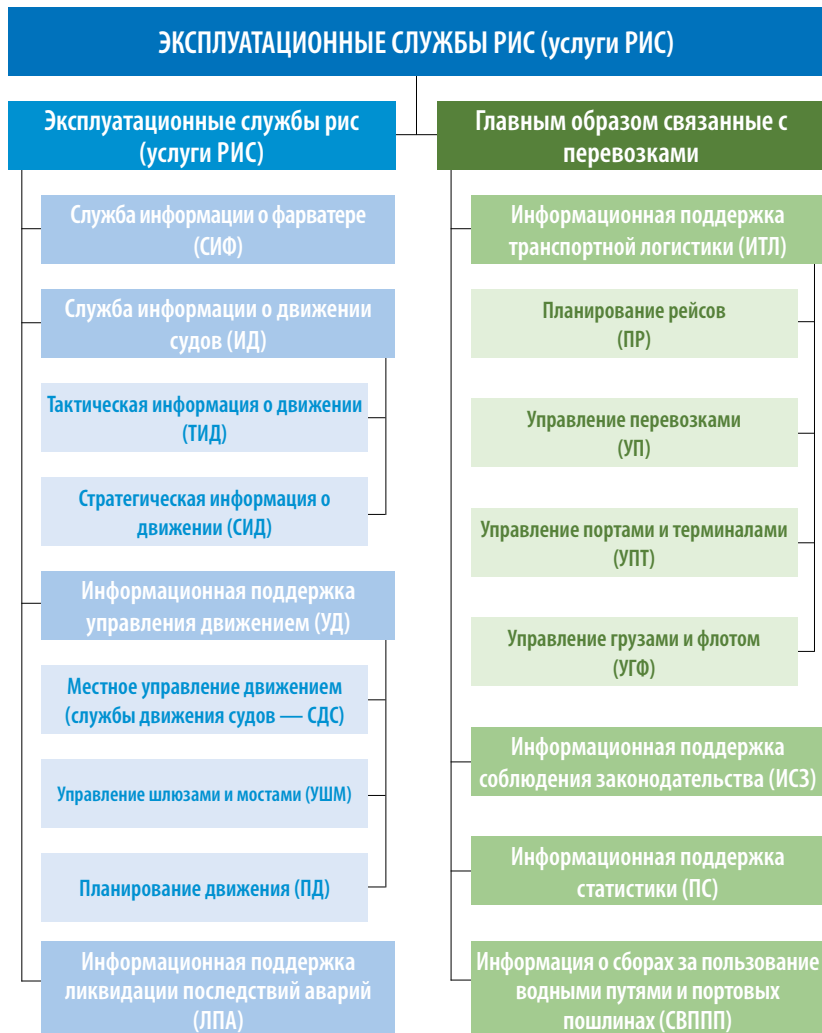 ЭКСПЛУАТАЦИОННЫЕ СЛУЖБЫ РИС (услуги РИС)
Эксплуатационные службы рис
(услуги РИС)
Служба информации о фарватере
(СИФ)
Служба информации о движении
судов (ИД)
Тактическая информация о движении
(ТИД)
Стратегическая информация о
движении (СИД)
Информационная поддержка
управления движением (УД)
Местное управление движением
(службы движения судов — СДС)
Управление шлюзами и мостами (УШМ)
Планирование движения (ПД)
Информационная поддержка
ликвидации последствий аварий
(ЛПА)
Главным образом связанные с
перевозками
Информационная поддержка
транспортной логистики (ИТЛ)
Планирование рейсов
(ПР)
Управление перевозками
(УП)
Управление портами и терминалами
(УПТ)
Управление грузами и флотом
(УГФ)
Информационная поддержка
соблюдения законодательства (ИСЗ)
Информационная поддержка
статистики (ПС)
Информация о сборах за пользование
водными путями и портовых
пошлинах (СВППП)